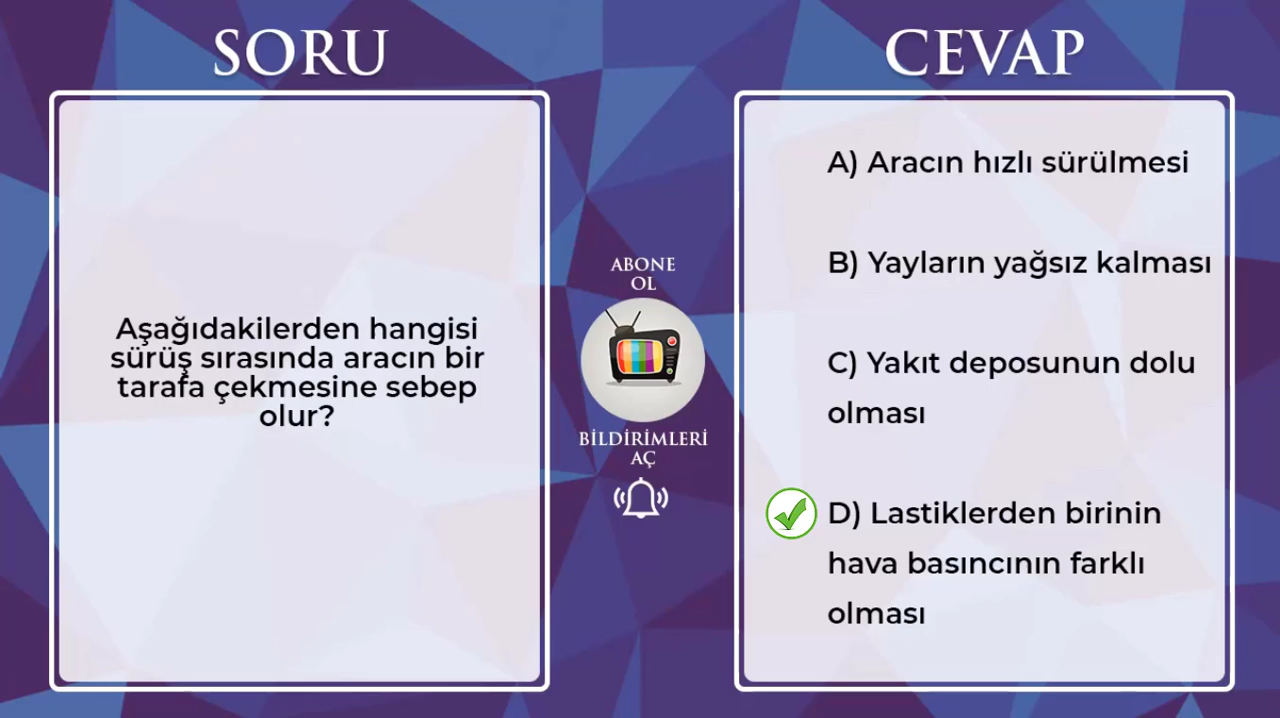 SORU
Aşağıdakilerden hangisi
sürüş sırasında aracın bir
tarafa çekmesine sebep
olur?
ABONE
OL
BİLDİRİMLERİ
AÇ
CEVAP
A) Aracın hızlı sürülmesi
B) Yayların yağsız kalması
C) Yakıt deposunun dolu
olması
D) Lastiklerden birinin
hava basıncının farklı
olması